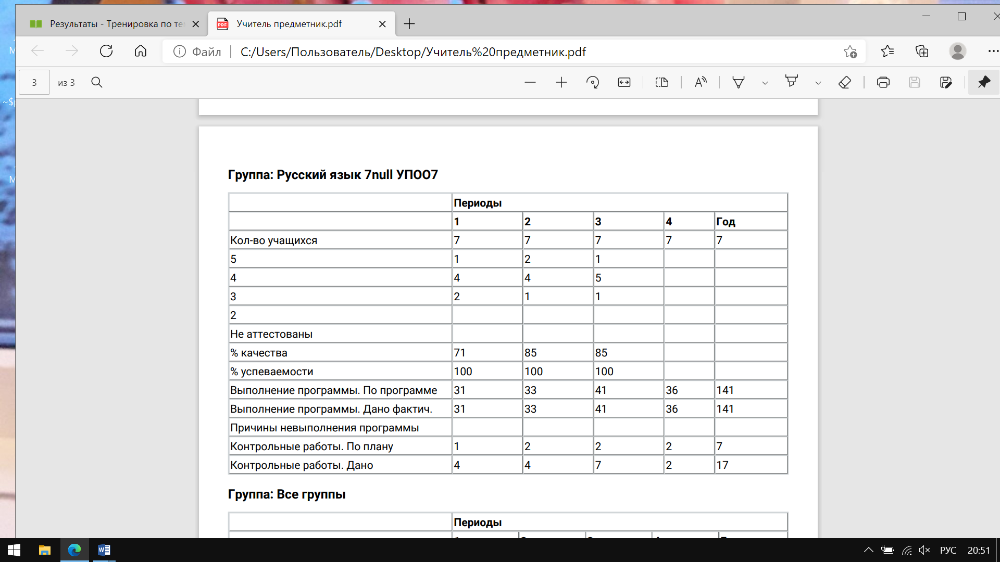 Результаты - Тренировка по те
Учитель предметник.pdf
Файл
C:/Users/Пользователь/Desktop/Учитель%20предметник.pdf
3 из 3
Группа: Русский язык 7null УПОО7
Периоды
1 2 3 4 Год
Кол-во учащихся 7 7 7 7 7
5 1 2 1
4 4 4 5
3 2 1 1
2
Не аттестованы
% качества 71 85 85
% успеваемости 100 100 100
Выполнение программы. По программе 31 33 41 36 141
Выполнение программы. Дано фактич. 31 33 41 36 141
Причины невыполнения программы
Контрольные работы. По плану 1 2 2 2 7
Контрольные работы. Дано 4 4 7 2 17
Группа: Все группы
Периоды
РУС 20:51